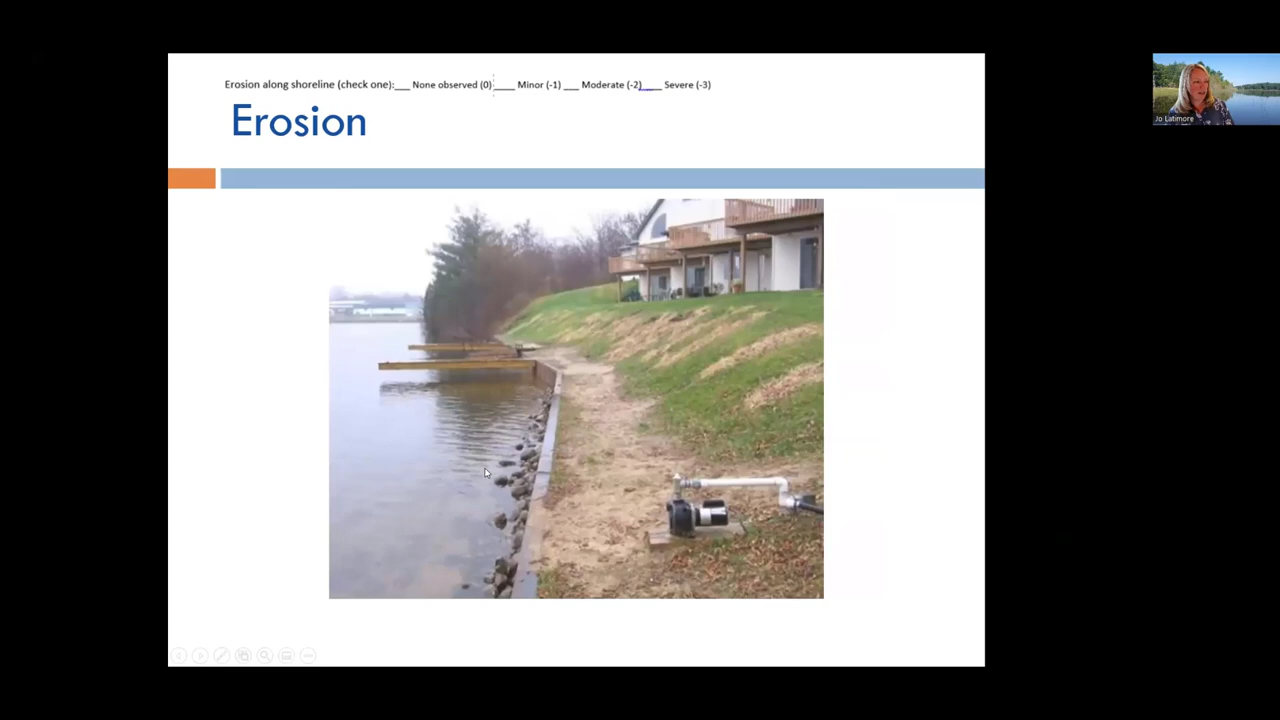 Erosion along shoreline (check one):___ None observed (0) ____ Minor (-1) ___ Moderate (-2)____ Severe (-3)
Erosion
Jo Latimore